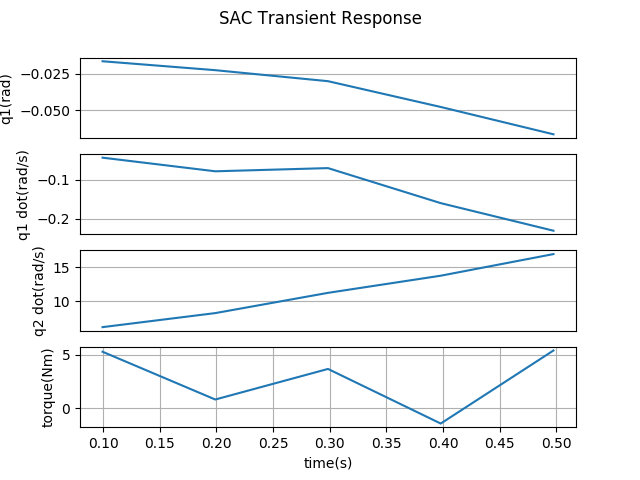 SAC Transient Response
−0.025
−0.050
q1(rad)
−0.1
−0.2
q1 dot(rad/s)
15
10
q2 dot(rad/s)
5
0
torque(Nm)
0.10 0.15 0.20 0.25 0.30 0.35 0.40 0.45 0.50
time(s)